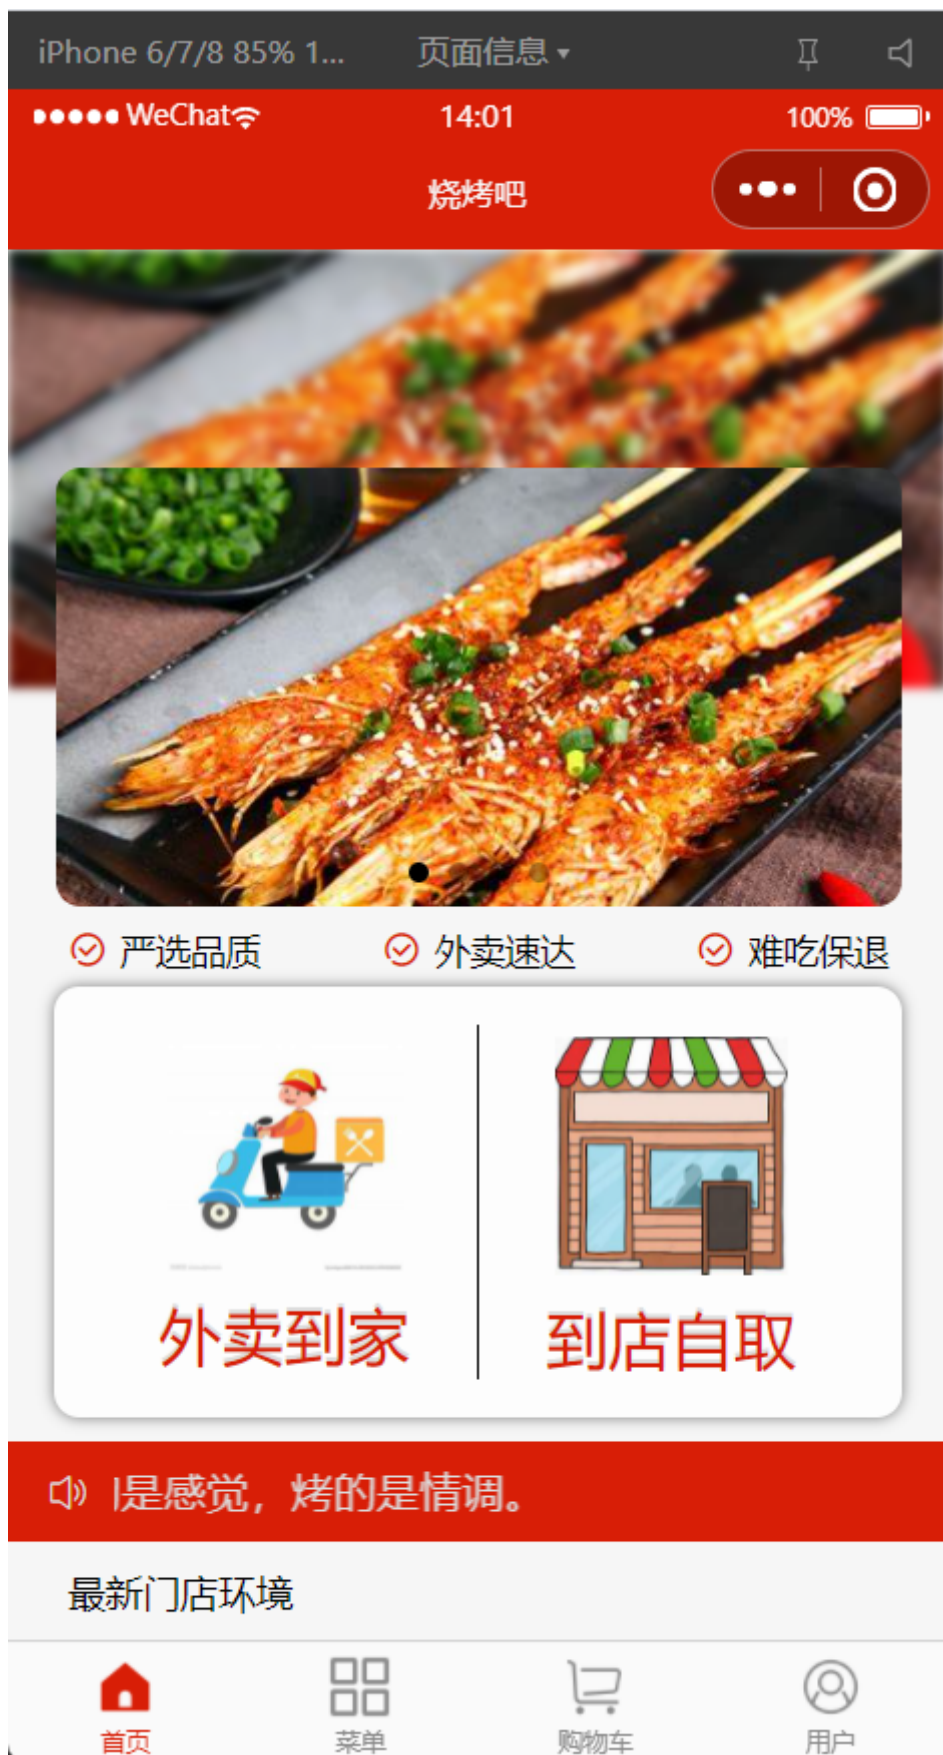 iPhone 6/7/8 85% 1... 页面信息
WeChat 14:01 100%
烧烤吧
严选品质 外卖速达 难吃保退
外卖到家 到店自取
是感觉，烤的是情调。
最新门店环境
首页 菜单 购物车 用户